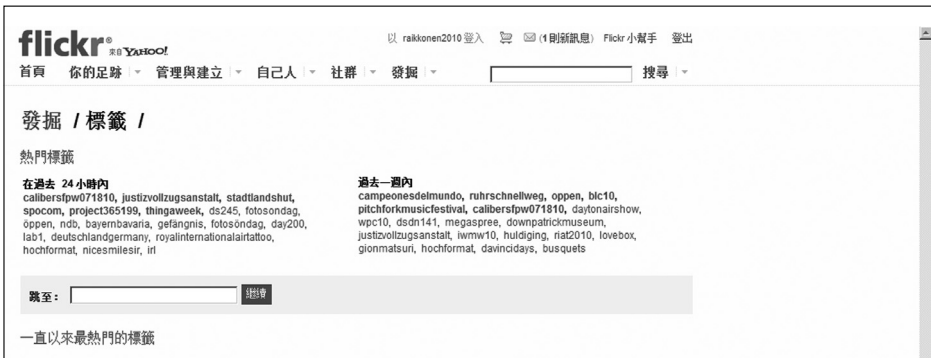 flickr® 來自 YAHOO!
以 raikkonen2010 登入 (1 則新訊息) Flickr 小幫手 登出
首頁 你的足跡 管理與建立 自己人 社群 發掘 搜尋
發掘 / 標籤 /
熱門標籤
在過去 24 小時內
calibersfpw071810, justizvollzugsanstalt, stadtlandshut,
spocom, project365199, thingaweek, ds245, fotosondag,
öppen, ndb, bayernbavaria, gefängnis, fotosöndag, day200,
lab1, deutschlandgermany, royalinternationalairtattoo,
hochformat, nicesmilesir, irl
過去一週內
campeonesdelmundo, ruhrschnellweg, oppen, blc10,
pitchforkmusicfestival, calibersfpw071810, daytonairshow,
wpc10, dsdn141, megaspree, downpatrickmuseum,
justizvollzugsanstalt, iwmw10, huldiging, riat2010, lovebox,
gionmatsuri, hochformat, davincidays, busquets
跳至： 繼續
一直以來最熱門的標籤